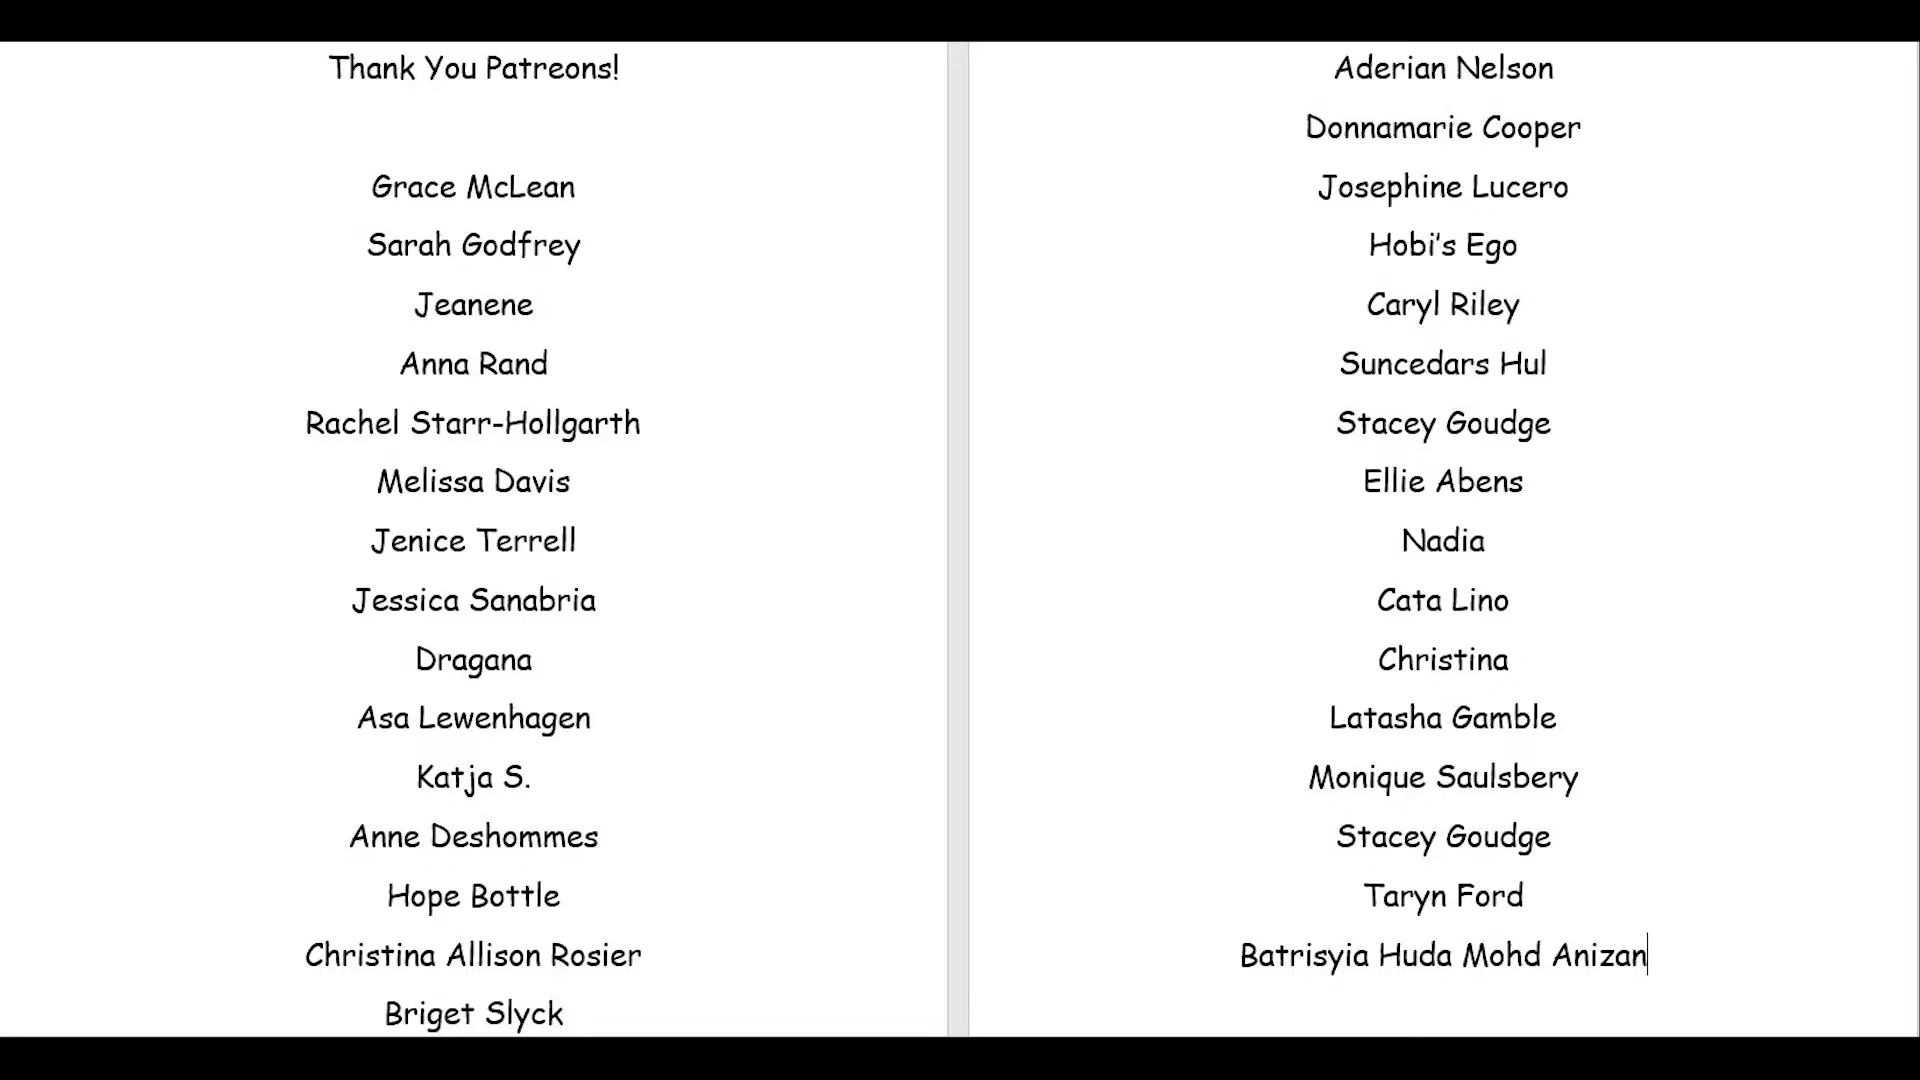 Thank You Patreons!
Grace McLean
Sarah Godfrey
Jeanene
Anna Rand
Rachel Starr-Hollgarth
Melissa Davis
Jenice Terrell
Jessica Sanabria
Dragana
Asa Lewenhagen
Katja S.
Anne Deshommes
Hope Bottle
Christina Allison Rosier
Briget Slyck
Aderian Nelson
Donnamarie Cooper
Josephine Lucero
Hobi's Ego
Caryl Riley
Suncedars Hul
Stacey Goudge
Ellie Abens
Nadia
Cata Lino
Christina
Latasha Gamble
Monique Saulsbery
Stacey Goudge
Taryn Ford
Batrisyia Huda Mohd Anizan